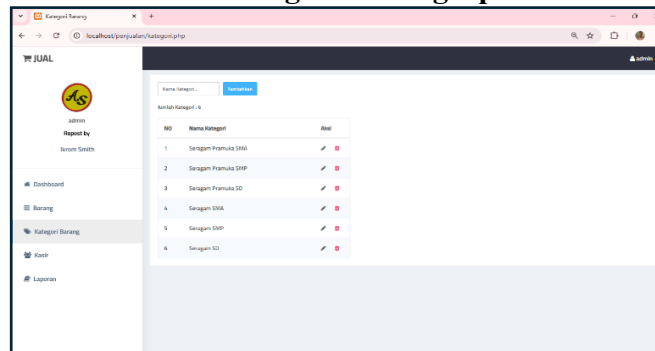 Kategori Barang
localhost/penjualan/kategori.php
JUAL
admin
AS
admin
Repost by
Ikrom Smith
Dashboard
Barang
Kategori Barang
Kasir
Laporan
Nama Kategori..
Tambahkan
Jumlah Kategori : 6
NO Nama Kategori Aksi
1 Seragam Pramuka SMA
2 Seragam Pramuka SMP
3 Seragam Pramuka SD
4 Seragam SMA
5 Seragam SMP
6 Seragam SD